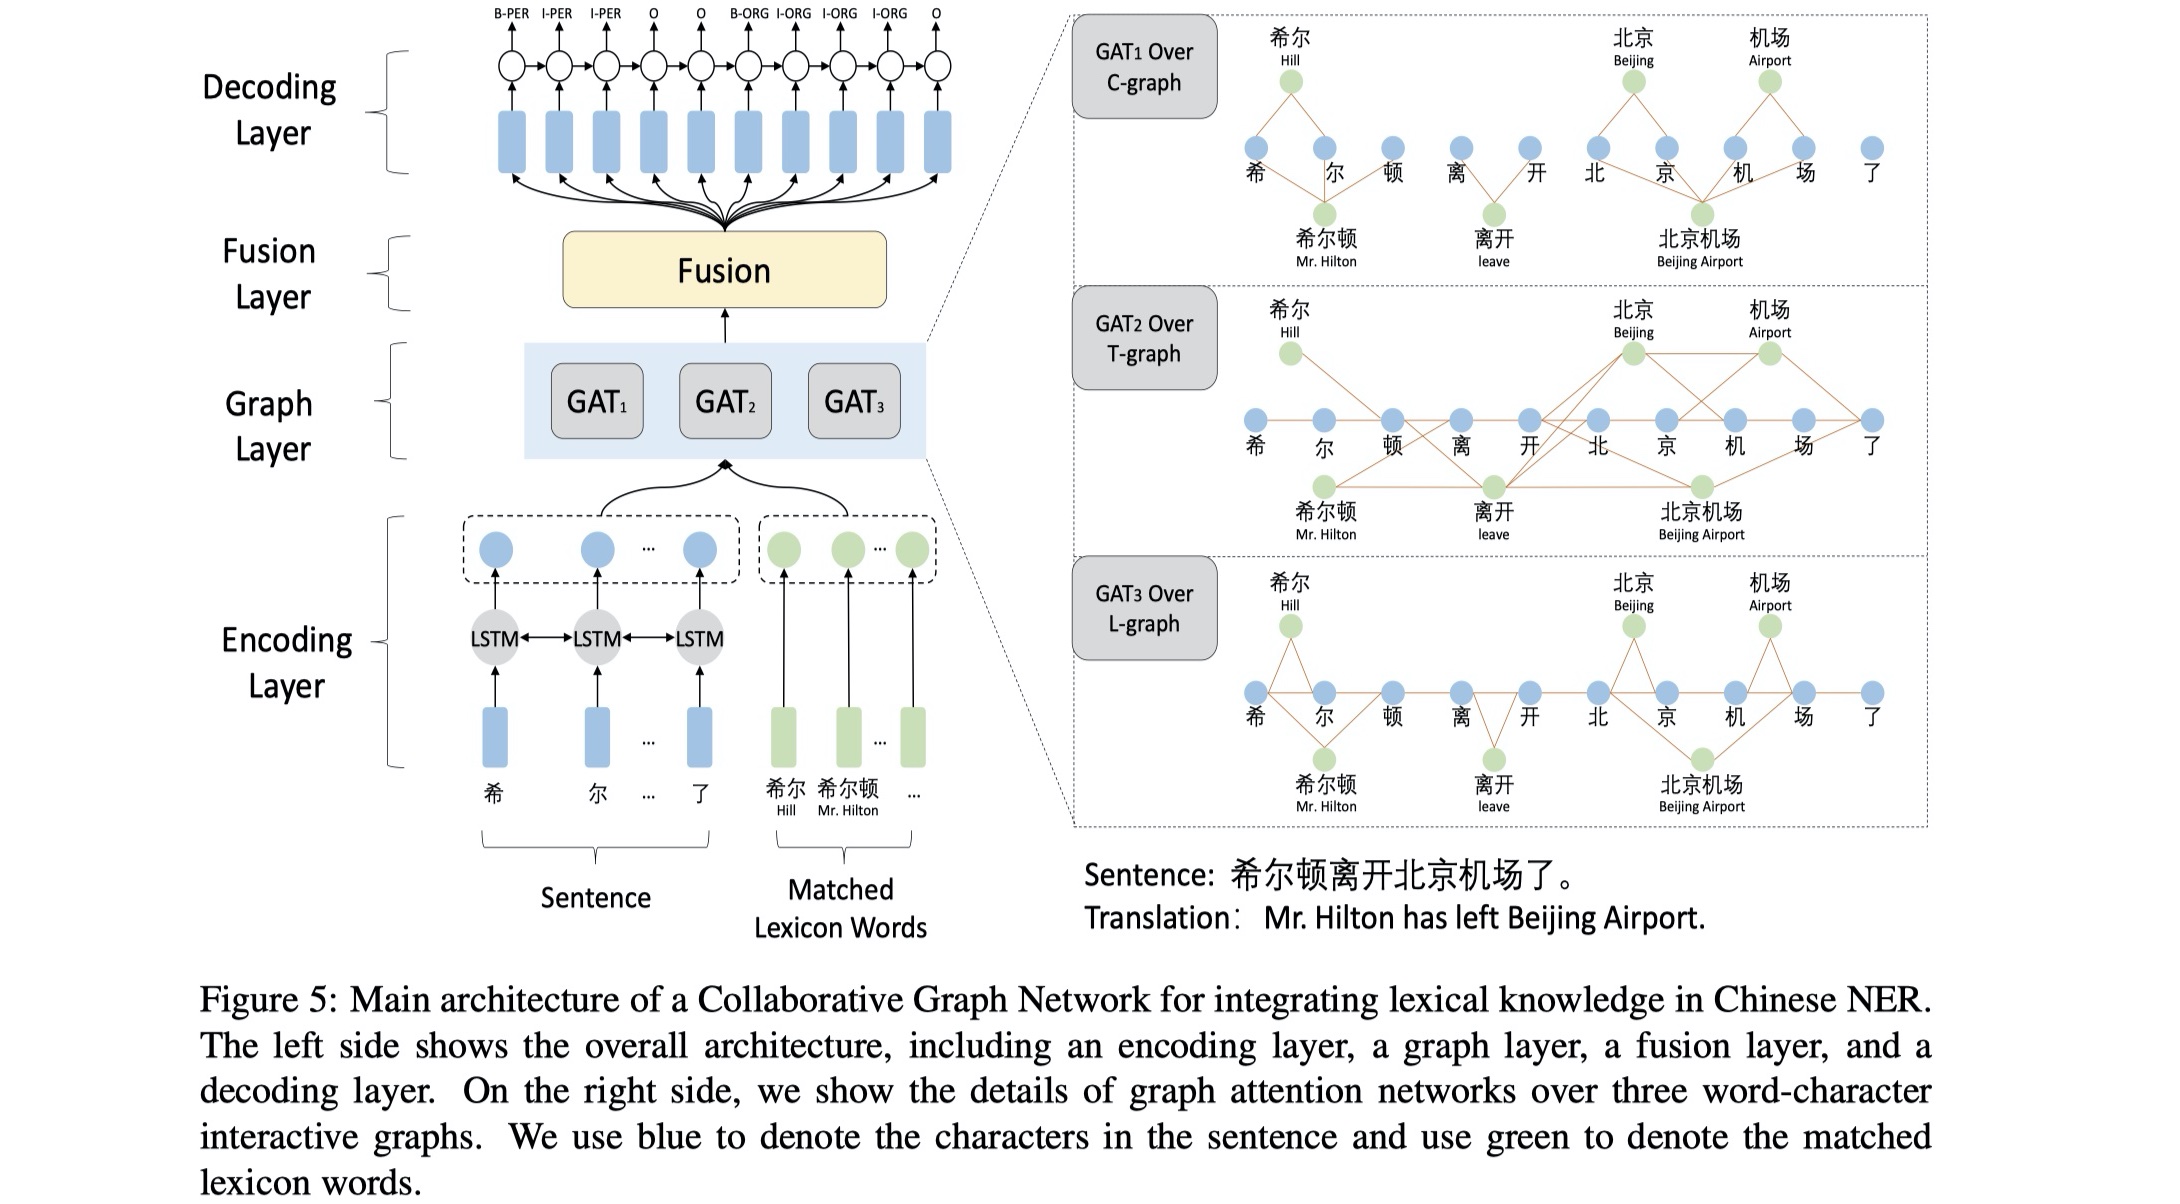 B-PER I-PER I-PER O O B-ORG I-ORG I-ORG I-ORG O
Decoding
Layer
Fusion
Layer
Fusion
Graph
Layer
GAT1 GAT2 GAT3
Encoding
Layer
...
...
LSTM LSTM LSTM
...
...
希 尔 ... 了
希尔
Hill
希尔顿
Mr. Hilton
...
Sentence
Matched
Lexicon Words
GAT1 Over
C-graph
希尔
Hill
北京
Beijing
机场
Airport
希 尔 顿 离 开 北 京 机 场 了
希尔顿
Mr. Hilton
离开
leave
北京机场
Beijing Airport
GAT2 Over
T-graph
希尔
Hill
北京
Beijing
机场
Airport
希 尔 顿 离 开 北 京 机 场 了
希尔顿
Mr. Hilton
离开
leave
北京机场
Beijing Airport
GAT3 Over
L-graph
希尔
Hill
北京
Beijing
机场
Airport
希 尔 顿 离 开 北 京 机 场 了
希尔顿
Mr. Hilton
离开
leave
北京机场
Beijing Airport
Sentence: 希尔顿离开北京机场了。
Translation： Mr. Hilton has left Beijing Airport.
Figure 5: Main architecture of a Collaborative Graph Network for integrating lexical knowledge in Chinese NER.
The left side shows the overall architecture, including an encoding layer, a graph layer, a fusion layer, and a
decoding layer. On the right side, we show the details of graph attention networks over three word-character
interactive graphs. We use blue to denote the characters in the sentence and use green to denote the matched
lexicon words.